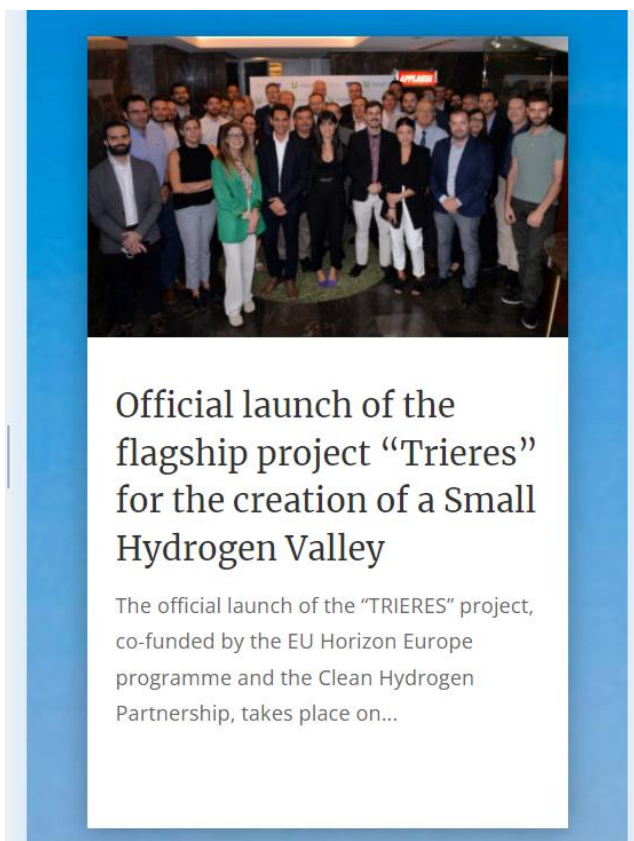 APPLAUSE
Official launch of the
flagship project “Trieres”
for the creation of a Small
Hydrogen Valley
The official launch of the “TRIERES” project,
co-funded by the EU Horizon Europe
programme and the Clean Hydrogen
Partnership, takes place on...